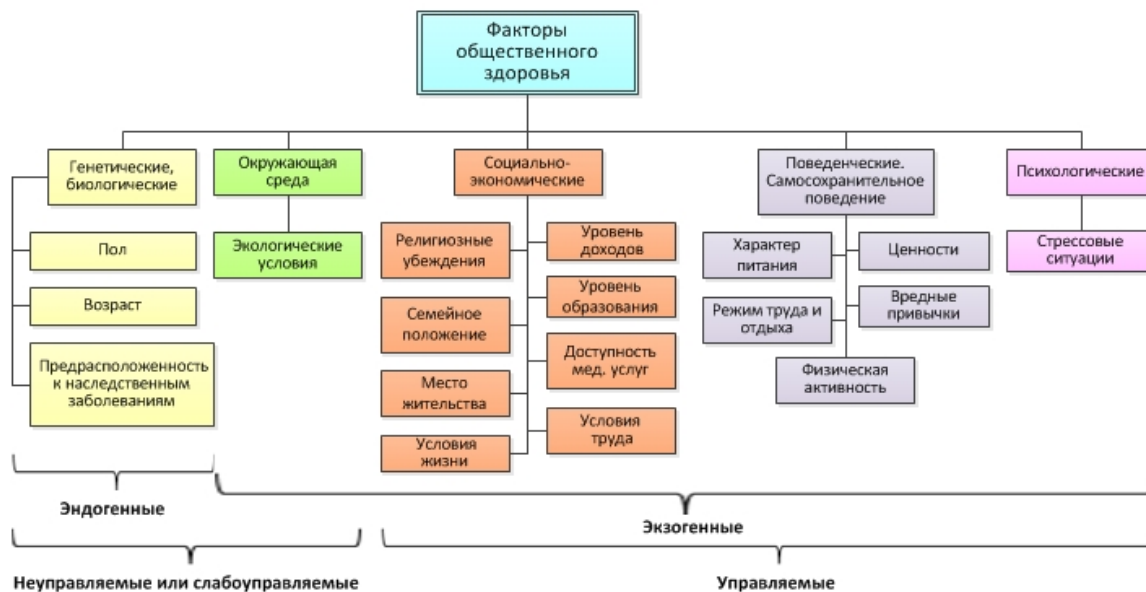 Факторы
общественного
здоровья
Генетические,
биологические
Пол
Возраст
Предрасположенность
к наследственным
заболеваниям
Окружающая
среда
Экологические
условия
Социально-
экономические
Религиозные
убеждения
Уровень
доходов
Семейное
положение
Уровень
образования
Место
жительства
Доступность
мед. услуг
Условия
жизни
Условия
труда
Поведенческие.
Самосохранительное
поведение
Характер
питания
Ценности
Режим труда и
отдыха
Вредные
привычки
Физическая
активность
Психологические
Стрессовые
ситуации
Эндогенные
Экзогенные
Неуправляемые или слабоуправляемые
Управляемые